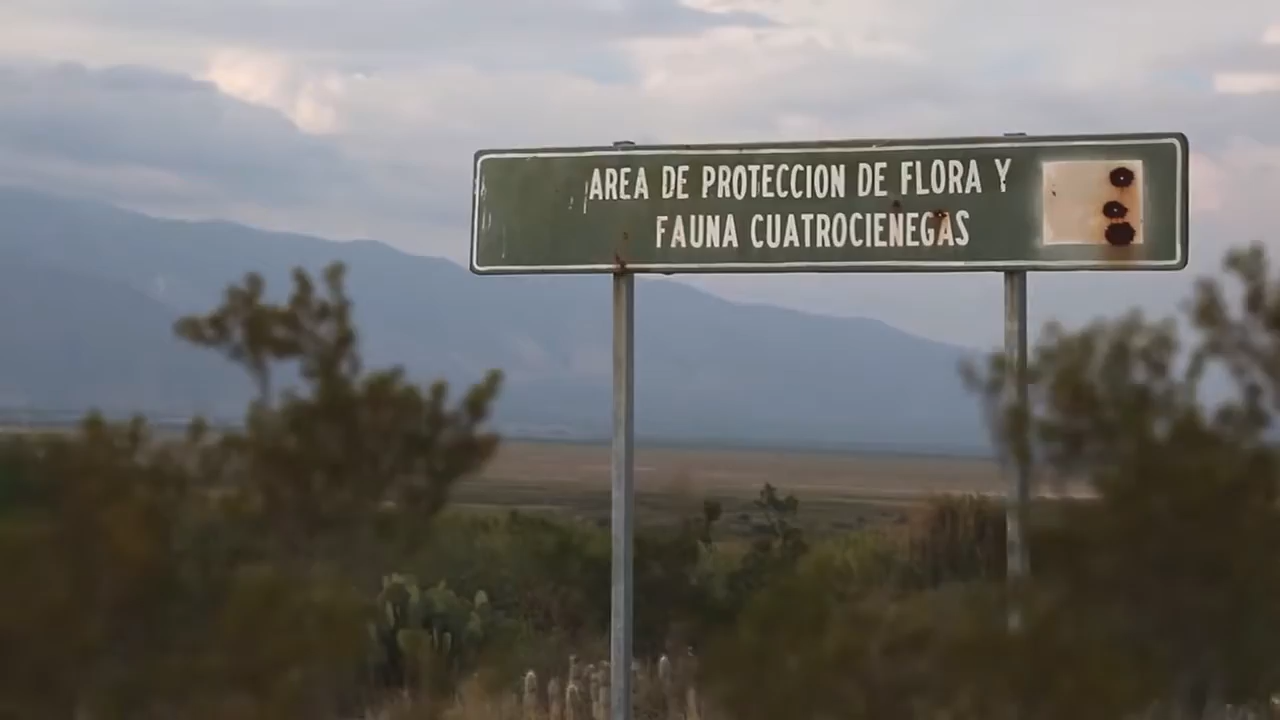 AREA DE PROTECCION DE FLORA Y
FAUNA CUATROCIENEGAS